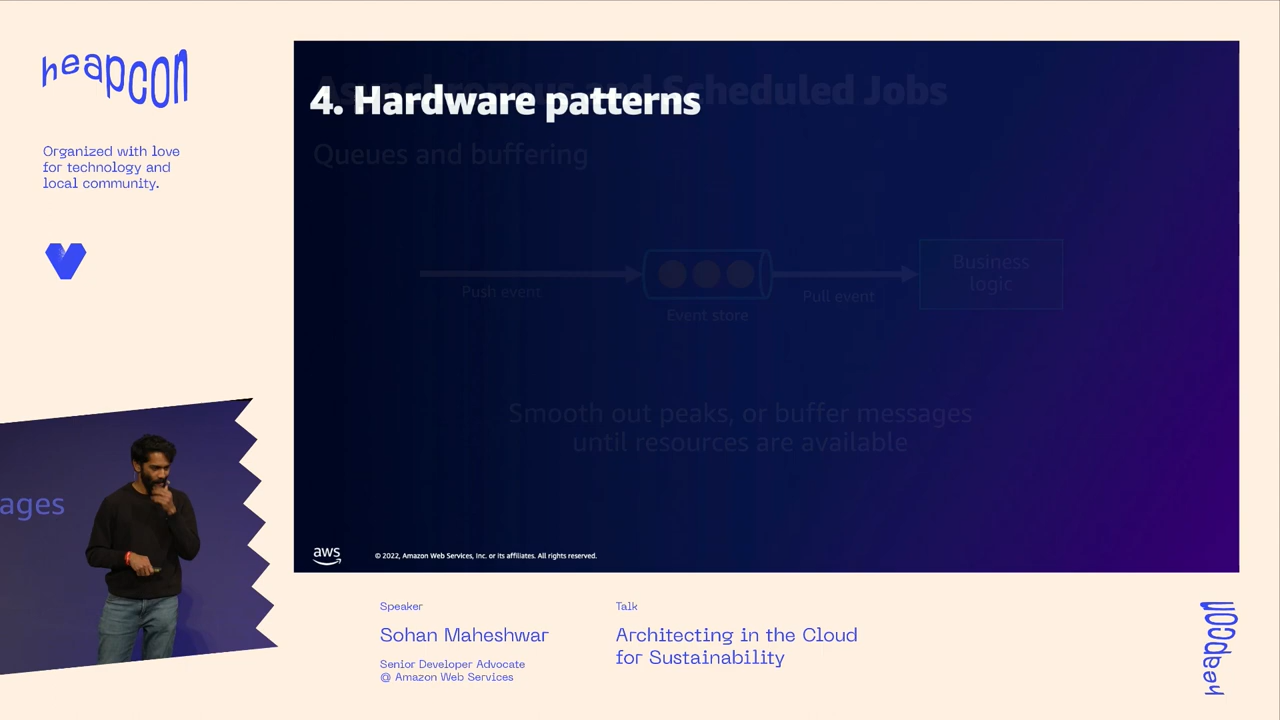 heapcon
Organized with love
for technology and
local community.
Asynchronous and Scheduled Jobs
4. Hardware patterns
Queues and buffering
Push event
Event store
Pull event
Business
logic
Smooth out peaks, or buffer messages
until resources are available
aws
© 2022, Amazon Web Services, Inc. or its affiliates. All rights reserved.
ages
Speaker
Sohan Maheshwar
Senior Developer Advocate
@ Amazon Web Services
Talk
Architecting in the Cloud
for Sustainability
heapcon